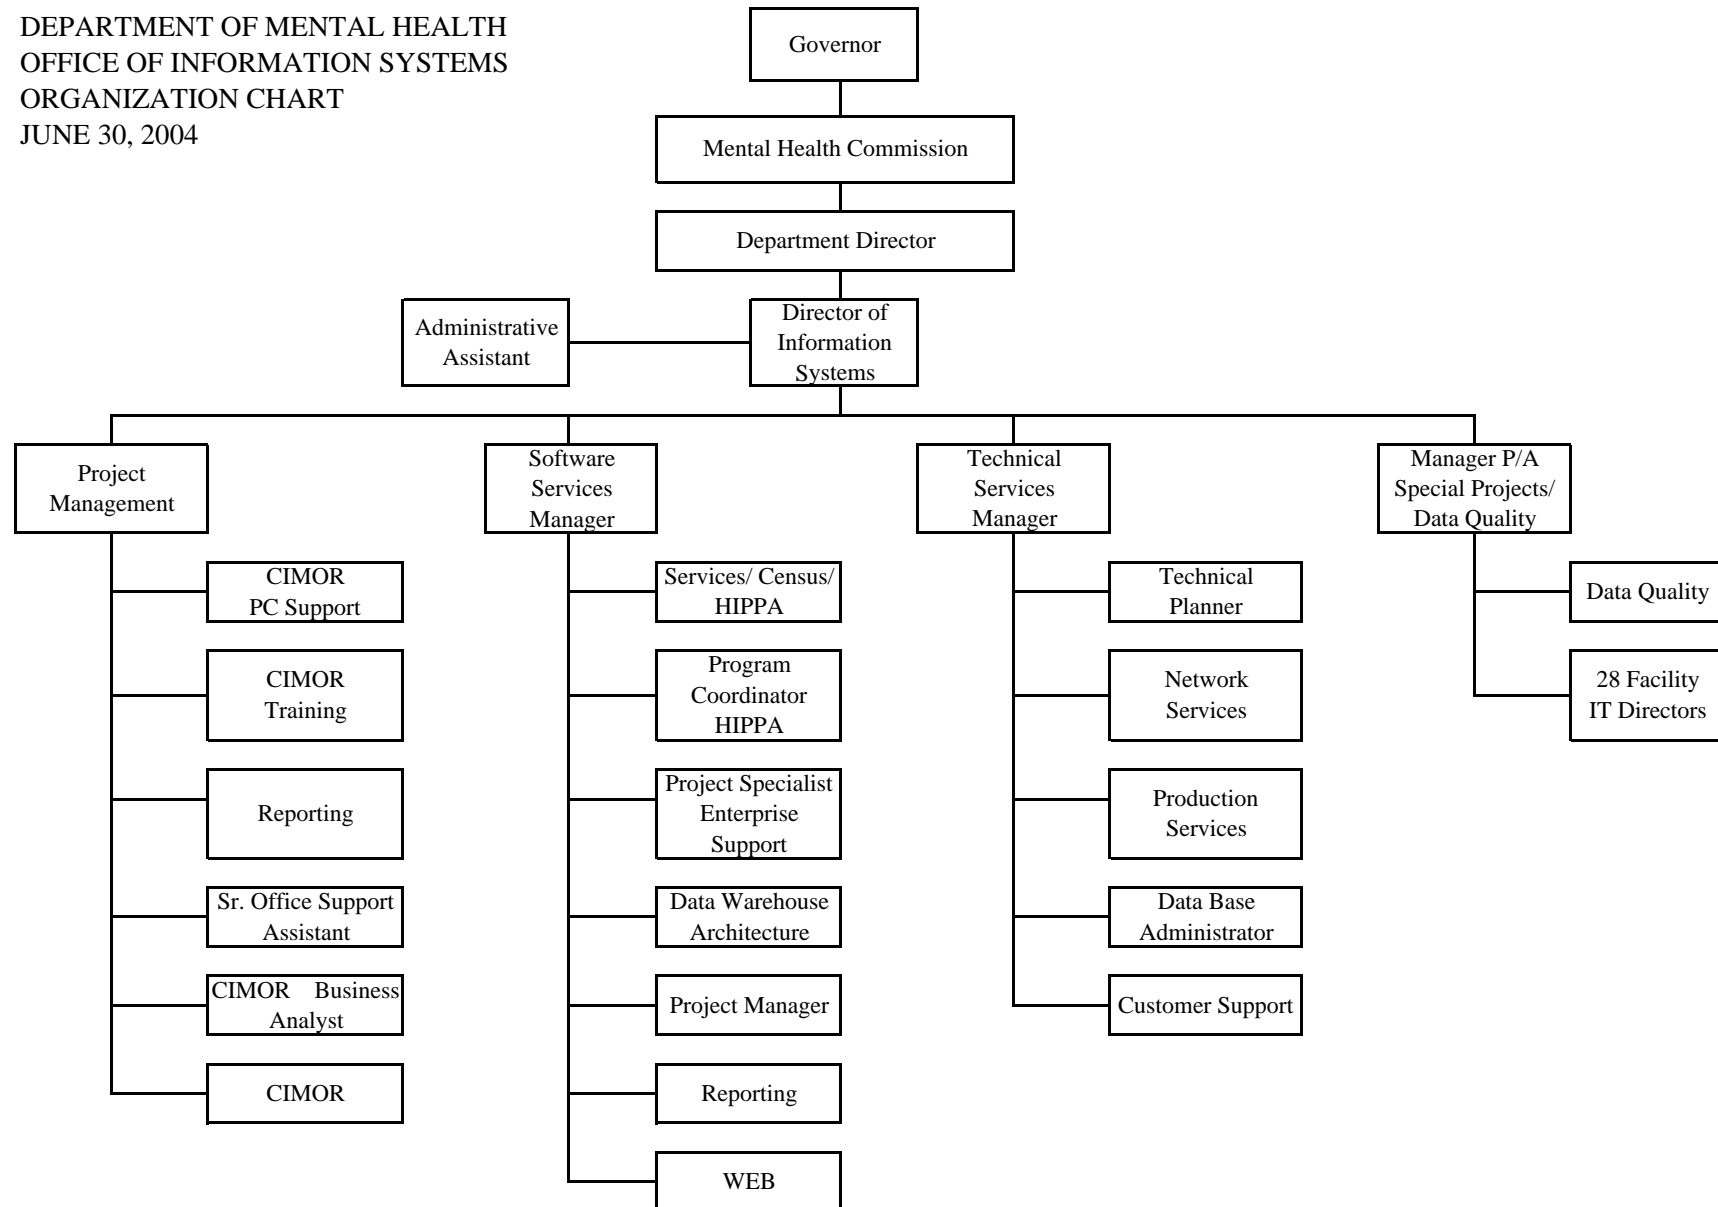 DEPARTMENT OF MENTAL HEALTH
OFFICE OF INFORMATION SYSTEMS
ORGANIZATION CHART
JUNE 30, 2004
Governor
Mental Health Commission
Department Director
Administrative
Assistant
Director of
Information
Systems
Project
Management
Software
Services
Manager
Technical
Services
Manager
Manager P/A
Special Projects/
Data Quality
CIMOR
PC Support
CIMOR
Training
Reporting
Sr. Office Support
Assistant
CIMOR Business
Analyst
CIMOR
Services/ Census/
HIPPA
Program
Coordinator
HIPPA
Project Specialist
Enterprise
Support
Data Warehouse
Architecture
Project Manager
Reporting
WEB
Technical
Planner
Network
Services
Production
Services
Data Base
Administrator
Customer Support
Data Quality
28 Facility
IT Directors